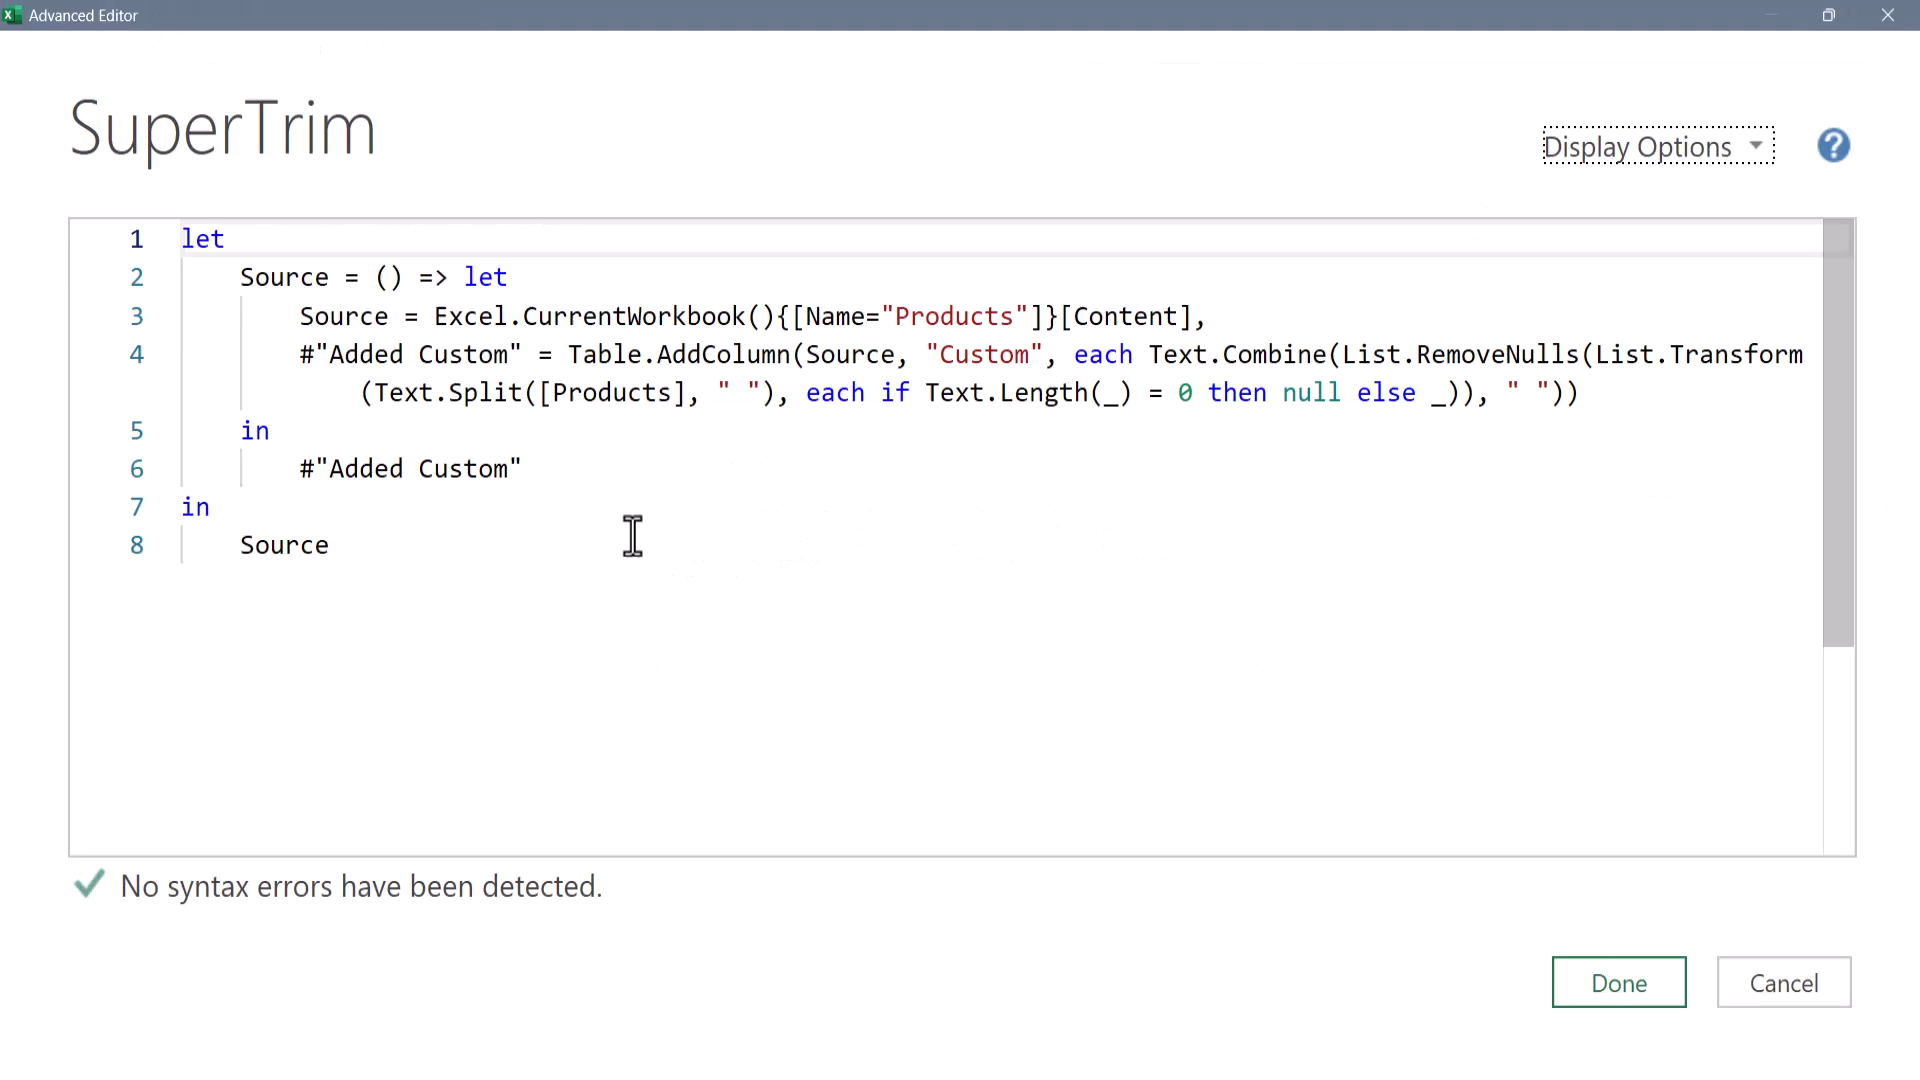 Advanced Editor
SuperTrim
Display Options
?
1 let
2 Source = () => let
3 Source = Excel.CurrentWorkbook(){[Name="Products"]}[Content],
4 #"Added Custom" = Table.AddColumn(Source, "Custom", each Text.Combine(List.RemoveNulls(List.Transform
(Text.Split([Products], " "), each if Text.Length(_) = 0 then null else _)), " "))
5 in
6 #"Added Custom"
7 in
8 Source
No syntax errors have been detected.
Done
Cancel